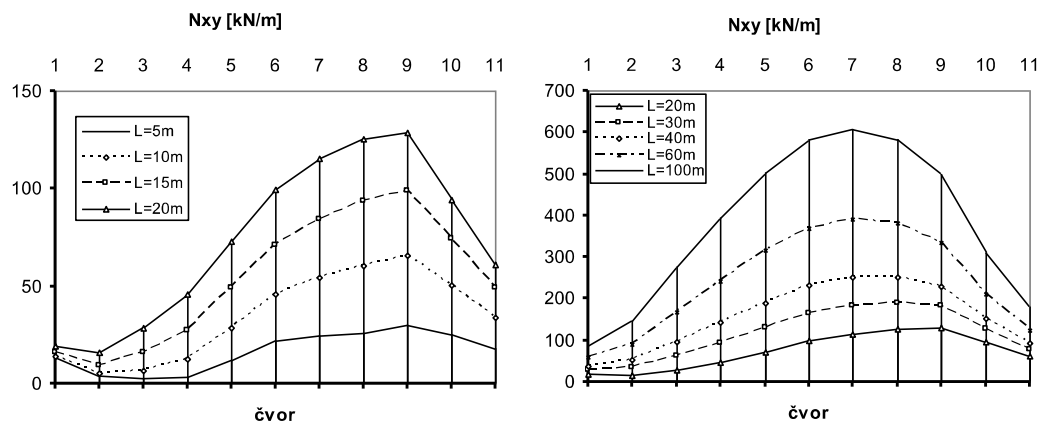 Nxy [kN/m]
1 2 3 4 5 6 7 8 9 10 11
150
100
50
0
L=5m
L=10m
L=15m
L=20m
čvor
Nxy [kN/m]
1 2 3 4 5 6 7 8 9 10 11
700
600
500
400
300
200
100
0
L=20m
L=30m
L=40m
L=60m
L=100m
čvor